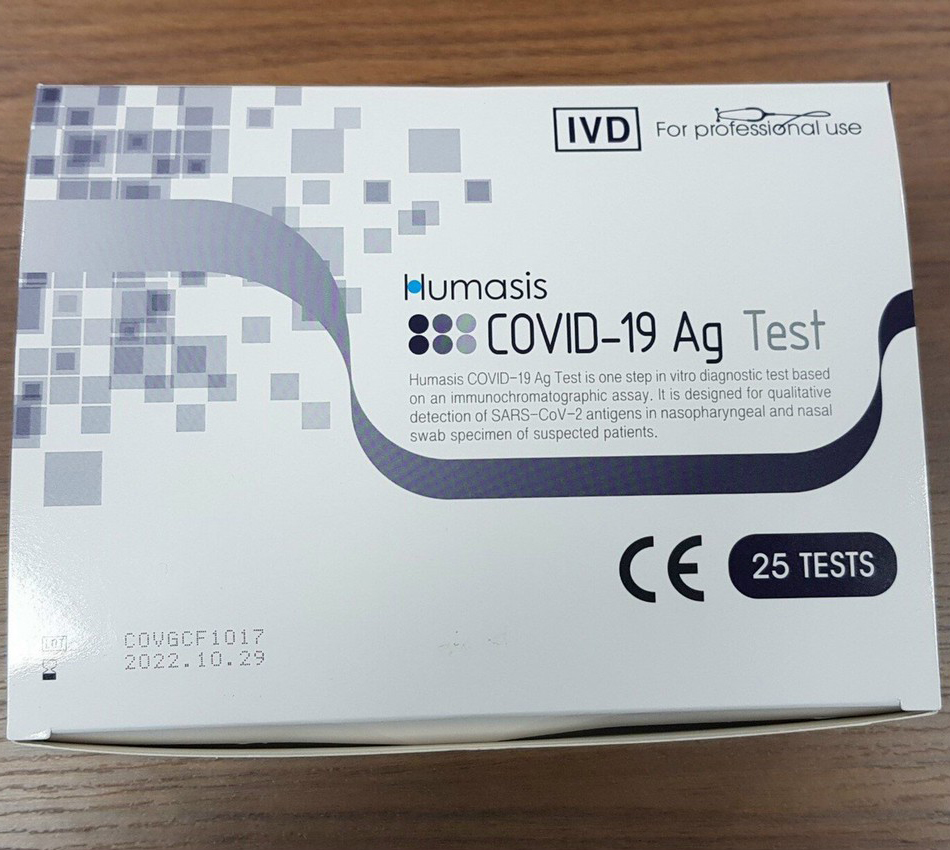 IVD For professional use
Humasis
COVID-19 Ag Test
Humasis COVID-19 Ag Test is one step in vitro diagnostic test based
on an immunochromatographic assay. It is designed for qualitative
detection of SARS-CoV-2 antigens in nasopharyngeal and nasal
swab specimen of suspected patients.
CE 25 TESTS
LOT COVGCF1017
2022.10.29